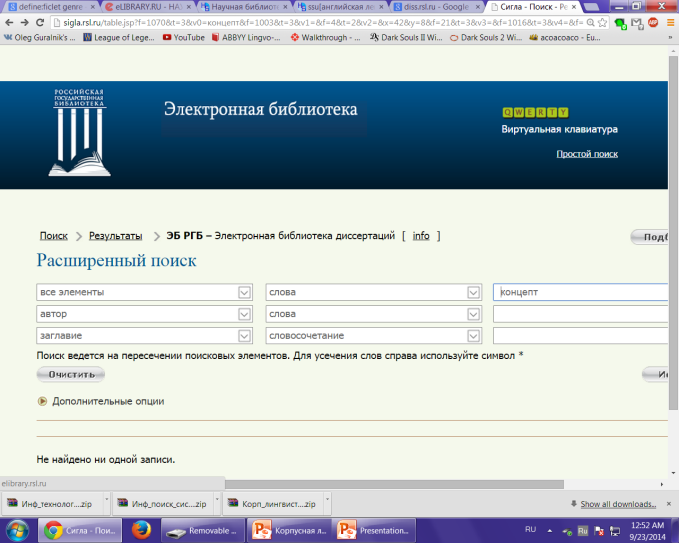 define:ficlet genre
eLIBRARY.RU - НА
Научная библиот
ssu[английская ле
diss.rsl.ru - Google
Сигла - Поиск - Ре
sigla.rsl.ru/table.jsp?f=1070&t=3&v0=концепт&f=1003&t=3&v1=&f=4&t=2&v2=&x=42&y=8&f=21&t=3&v3=&f=1016&t=3&v4=&f=
Oleg Guralnik's ...
League of Lege...
YouTube
ABBYY Lingvo-...
Walkthrough - ...
Dark Souls II Wi...
Dark Souls 2 Wi...
acoacoaco - Eu...
РОССИЙСКАЯ
ГОСУДАРСТВЕННАЯ
БИБЛИОТЕКА
Электронная библиотека
QWERTY
Виртуальная клавиатура
Простой поиск
Поиск Результаты ЭБ РГБ – Электронная библиотека диссертаций [ info ]
Подб
Расширенный поиск
все элементы слова концепт
автор слова
заглавие словосочетание
Поиск ведется на пересечении поисковых элементов. Для усечения слов справа используйте символ *
Очистить
Ис
Дополнительные опции
Не найдено ни одной записи.
elibrary.rsl.ru
Инф_технолог....zip
Инф_поиск_сис....zip
Корп_лингвист....zip
Show all downloads...
Сигла - Пои...
Removable ...
Корпусная л...
Presentation...
RU
Ru
12:52 AM
9/23/2014